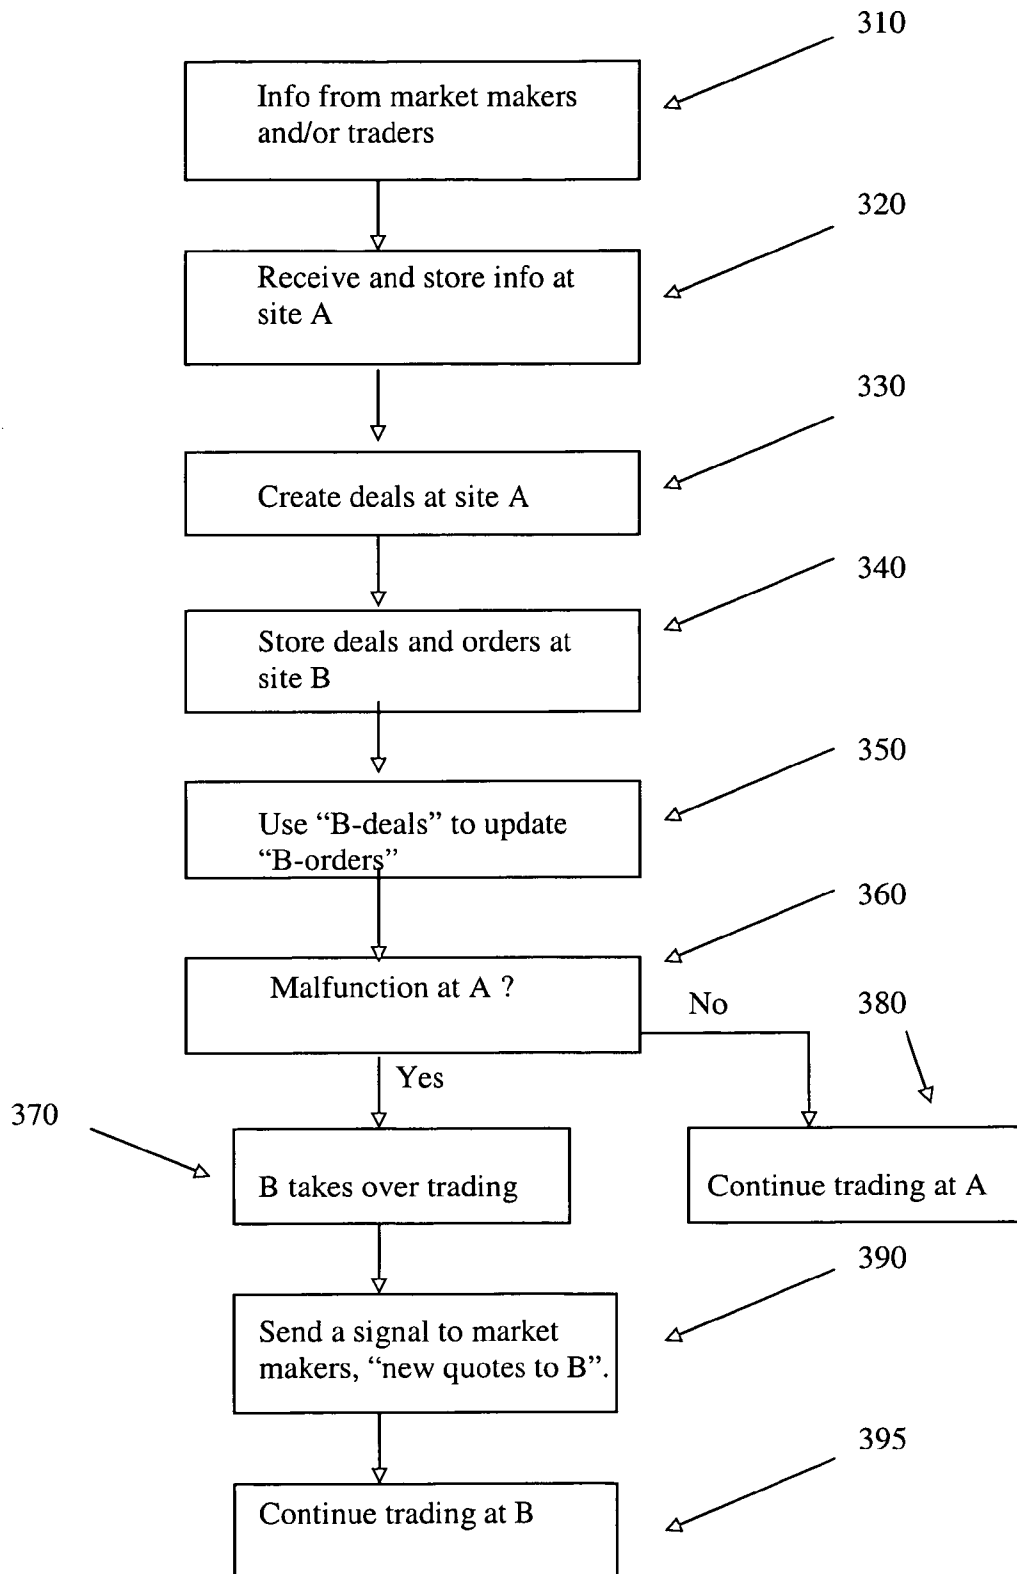 310
Info from market makers
and/or traders
320
Receive and store info at
site A
330
Create deals at site A
340
Store deals and orders at
site B
350
Use “B-deals” to update
“B-orders”
360
Malfunction at A ?
No
380
Yes
370
B takes over trading
Continue trading at A
390
Send a signal to market
makers, “new quotes to B”.
395
Continue trading at B